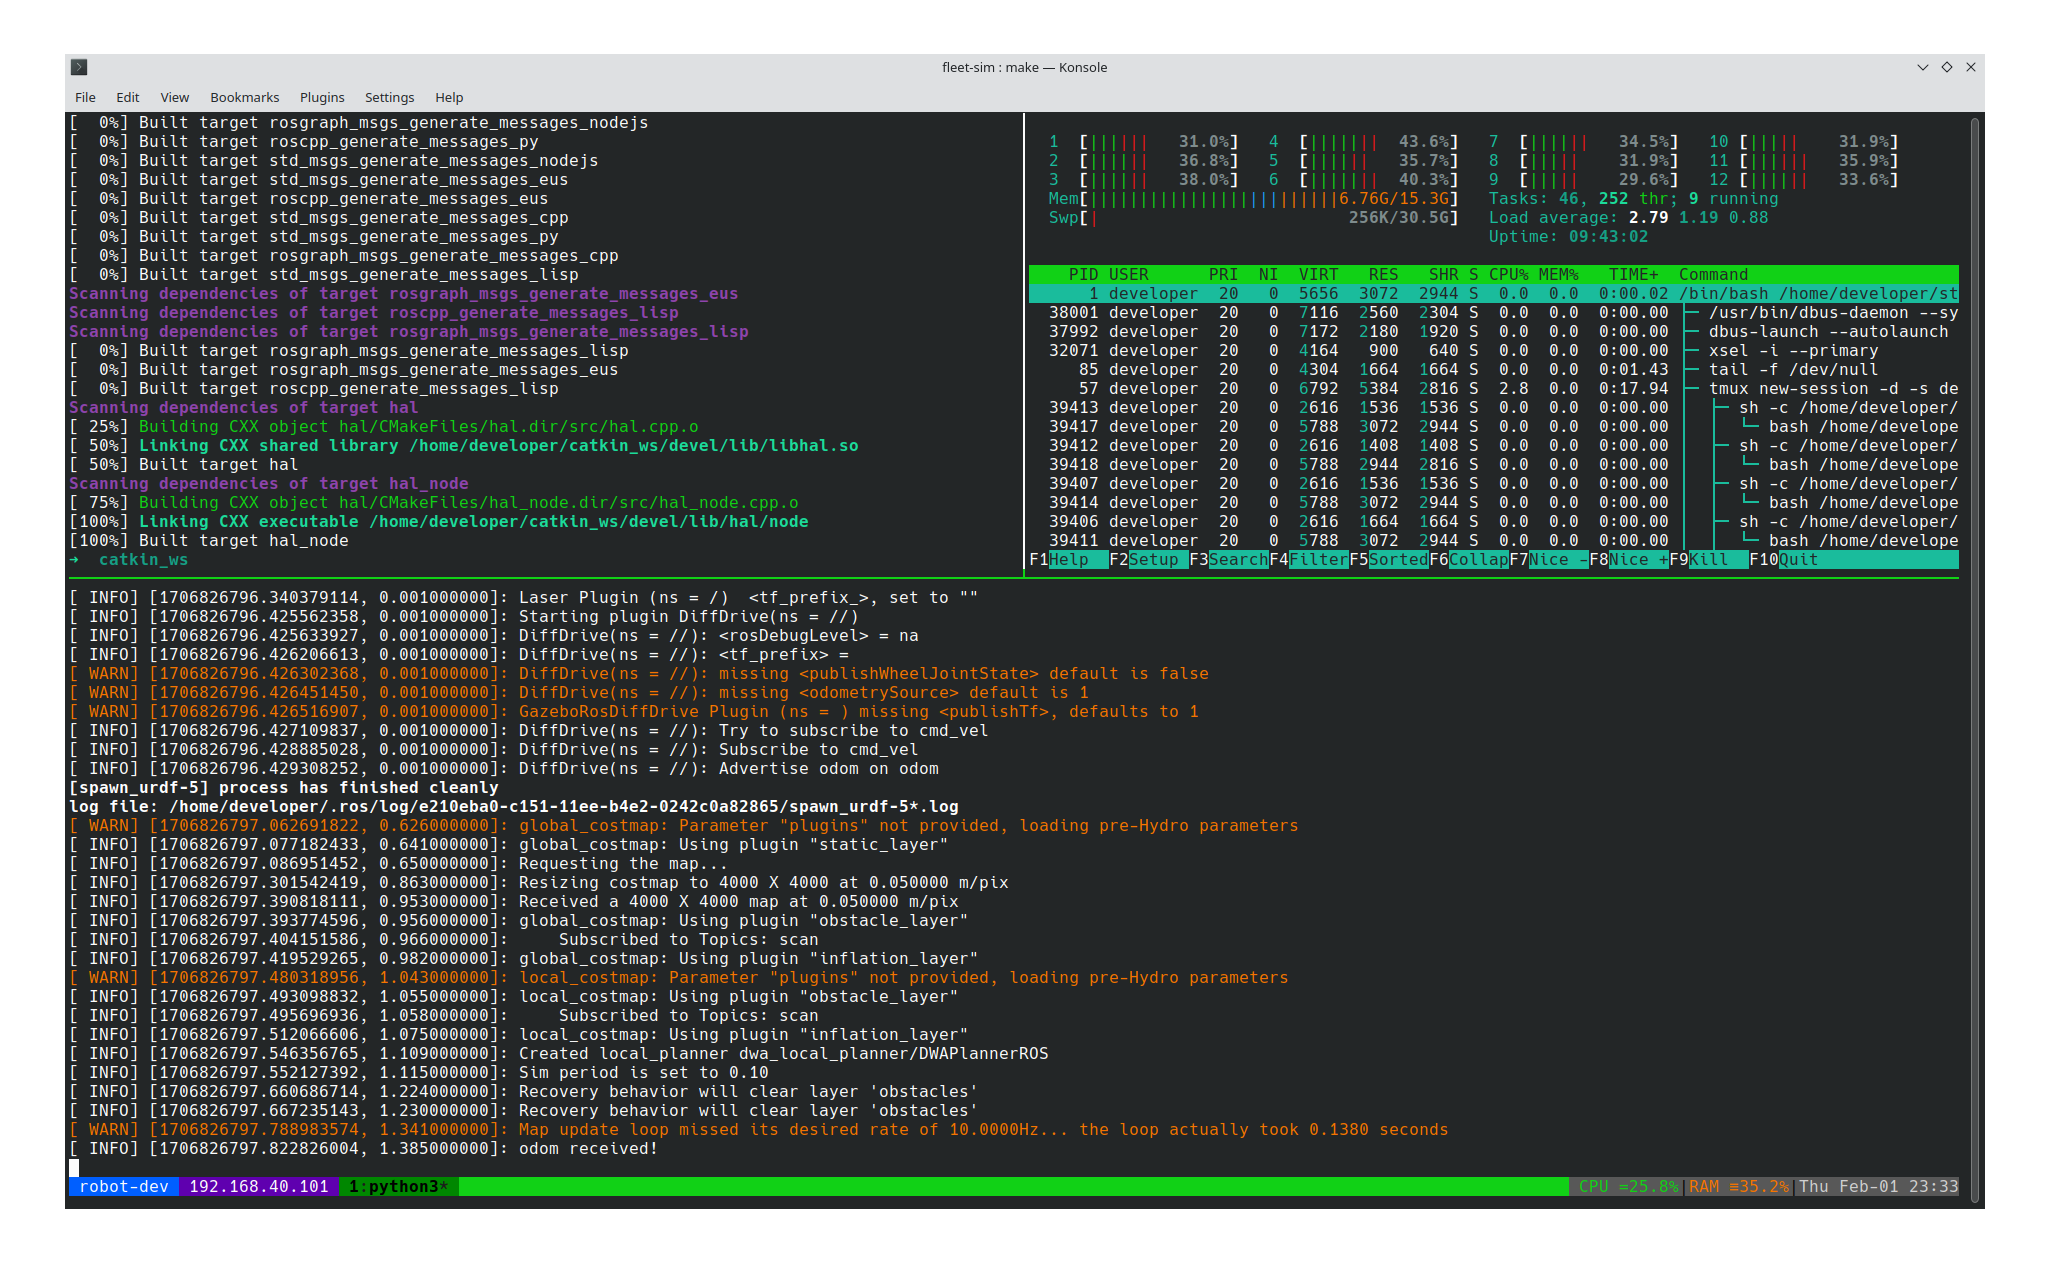 fleet-sim : make — Konsole
File Edit View Bookmarks Plugins Settings Help
[  0%] Built target rosgraph_msgs_generate_messages_nodejs
[  0%] Built target roscpp_generate_messages_py
[  0%] Built target std_msgs_generate_messages_nodejs
[  0%] Built target std_msgs_generate_messages_eus
[  0%] Built target roscpp_generate_messages_eus
[  0%] Built target std_msgs_generate_messages_cpp
[  0%] Built target std_msgs_generate_messages_py
[  0%] Built target rosgraph_msgs_generate_messages_cpp
[  0%] Built target std_msgs_generate_messages_lisp
Scanning dependencies of target rosgraph_msgs_generate_messages_eus
Scanning dependencies of target roscpp_generate_messages_lisp
Scanning dependencies of target rosgraph_msgs_generate_messages_lisp
[  0%] Built target rosgraph_msgs_generate_messages_lisp
[  0%] Built target rosgraph_msgs_generate_messages_eus
[  0%] Built target roscpp_generate_messages_lisp
Scanning dependencies of target hal
[ 25%] Building CXX object hal/CMakeFiles/hal.dir/src/hal.cpp.o
[ 50%] Linking CXX shared library /home/developer/catkin_ws/devel/lib/libhal.so
[ 50%] Built target hal
Scanning dependencies of target hal_node
[ 75%] Building CXX object hal/CMakeFiles/hal_node.dir/src/hal_node.cpp.o
[100%] Linking CXX executable /home/developer/catkin_ws/devel/lib/hal/node
[100%] Built target hal_node
➜  catkin_ws
1 [|||||| 31.0%] 4 [||||||| 43.6%] 7 [|||||| 34.5%] 10 [||||| 31.9%]
2 [|||||| 36.8%] 5 [|||||| 35.7%] 8 [||||| 31.9%] 11 [|||||| 35.9%]
3 [|||||| 38.0%] 6 [||||||| 40.3%] 9 [||||| 29.6%] 12 [|||||| 33.6%]
Mem[|||||||||||||||||||||||||6.76G/15.3G] Tasks: 46, 252 thr; 9 running
Swp[| 256K/30.5G] Load average: 2.79 1.19 0.88
Uptime: 09:43:02
PID USER PRI NI VIRT RES SHR S CPU% MEM% TIME+ Command
1 developer 20 0 5656 3072 2944 S 0.0 0.0 0:00.02 /bin/bash /home/developer/st
38001 developer 20 0 7116 2560 2304 S 0.0 0.0 0:00.00 ├─ /usr/bin/dbus-daemon --sy
37992 developer 20 0 7172 2180 1920 S 0.0 0.0 0:00.00 ├─ dbus-launch --autolaunch
32071 developer 20 0 4164 900 640 S 0.0 0.0 0:00.00 ├─ xsel -i --primary
85 developer 20 0 4304 1664 1664 S 0.0 0.0 0:01.43 ├─ tail -f /dev/null
57 developer 20 0 6792 5384 2816 S 2.8 0.0 0:17.94 ├─ tmux new-session -d -s de
39413 developer 20 0 2616 1536 1536 S 0.0 0.0 0:00.00 │  ├─ sh -c /home/developer/
39417 developer 20 0 5788 3072 2944 S 0.0 0.0 0:00.00 │  │  └─ bash /home/develope
39412 developer 20 0 2616 1408 1408 S 0.0 0.0 0:00.00 │  ├─ sh -c /home/developer/
39418 developer 20 0 5788 2944 2816 S 0.0 0.0 0:00.00 │  │  └─ bash /home/develope
39407 developer 20 0 2616 1536 1536 S 0.0 0.0 0:00.00 │  ├─ sh -c /home/developer/
39414 developer 20 0 5788 3072 2944 S 0.0 0.0 0:00.00 │  │  └─ bash /home/develope
39406 developer 20 0 2616 1664 1664 S 0.0 0.0 0:00.00 │  ├─ sh -c /home/developer/
39411 developer 20 0 5788 3072 2944 S 0.0 0.0 0:00.00 │  │  └─ bash /home/develope
F1Help F2Setup F3SearchF4FilterF5SortedF6CollapF7Nice -F8Nice +F9Kill F10Quit
[ INFO] [1706826796.340379114, 0.001000000]: Laser Plugin (ns = /)  <tf_prefix_>, set to ""
[ INFO] [1706826796.425562358, 0.001000000]: Starting plugin DiffDrive(ns = //)
[ INFO] [1706826796.425633927, 0.001000000]: DiffDrive(ns = //): <rosDebugLevel> = na
[ INFO] [1706826796.426206613, 0.001000000]: DiffDrive(ns = //): <tf_prefix> =
[ WARN] [1706826796.426302368, 0.001000000]: DiffDrive(ns = //): missing <publishWheelJointState> default is false
[ WARN] [1706826796.426451450, 0.001000000]: DiffDrive(ns = //): missing <odometrySource> default is 1
[ WARN] [1706826796.426516907, 0.001000000]: GazeboRosDiffDrive Plugin (ns = ) missing <publishTf>, defaults to 1
[ INFO] [1706826796.427109837, 0.001000000]: DiffDrive(ns = //): Try to subscribe to cmd_vel
[ INFO] [1706826796.428885028, 0.001000000]: DiffDrive(ns = //): Subscribe to cmd_vel
[ INFO] [1706826796.429308252, 0.001000000]: DiffDrive(ns = //): Advertise odom on odom
[spawn_urdf-5] process has finished cleanly
log file: /home/developer/.ros/log/e210eba0-c151-11ee-b4e2-0242c0a82865/spawn_urdf-5*.log
[ WARN] [1706826797.062691822, 0.626000000]: global_costmap: Parameter "plugins" not provided, loading pre-Hydro parameters
[ INFO] [1706826797.077182433, 0.641000000]: global_costmap: Using plugin "static_layer"
[ INFO] [1706826797.086951452, 0.650000000]: Requesting the map...
[ INFO] [1706826797.301542419, 0.863000000]: Resizing costmap to 4000 X 4000 at 0.050000 m/pix
[ INFO] [1706826797.390818111, 0.953000000]: Received a 4000 X 4000 map at 0.050000 m/pix
[ INFO] [1706826797.393774596, 0.956000000]: global_costmap: Using plugin "obstacle_layer"
[ INFO] [1706826797.404151586, 0.966000000]:     Subscribed to Topics: scan
[ INFO] [1706826797.419529265, 0.982000000]: global_costmap: Using plugin "inflation_layer"
[ WARN] [1706826797.480318956, 1.043000000]: local_costmap: Parameter "plugins" not provided, loading pre-Hydro parameters
[ INFO] [1706826797.493098832, 1.055000000]: local_costmap: Using plugin "obstacle_layer"
[ INFO] [1706826797.495696936, 1.058000000]:     Subscribed to Topics: scan
[ INFO] [1706826797.512066606, 1.075000000]: local_costmap: Using plugin "inflation_layer"
[ INFO] [1706826797.546356765, 1.109000000]: Created local_planner dwa_local_planner/DWAPlannerROS
[ INFO] [1706826797.552127392, 1.115000000]: Sim period is set to 0.10
[ INFO] [1706826797.660686714, 1.224000000]: Recovery behavior will clear layer 'obstacles'
[ INFO] [1706826797.667235143, 1.230000000]: Recovery behavior will clear layer 'obstacles'
[ WARN] [1706826797.788983574, 1.341000000]: Map update loop missed its desired rate of 10.0000Hz... the loop actually took 0.1380 seconds
[ INFO] [1706826797.822826004, 1.385000000]: odom received!
robot-dev 192.168.40.101 1:python3* CPU =25.8%|RAM ≡35.2%|Thu Feb-01 23:33